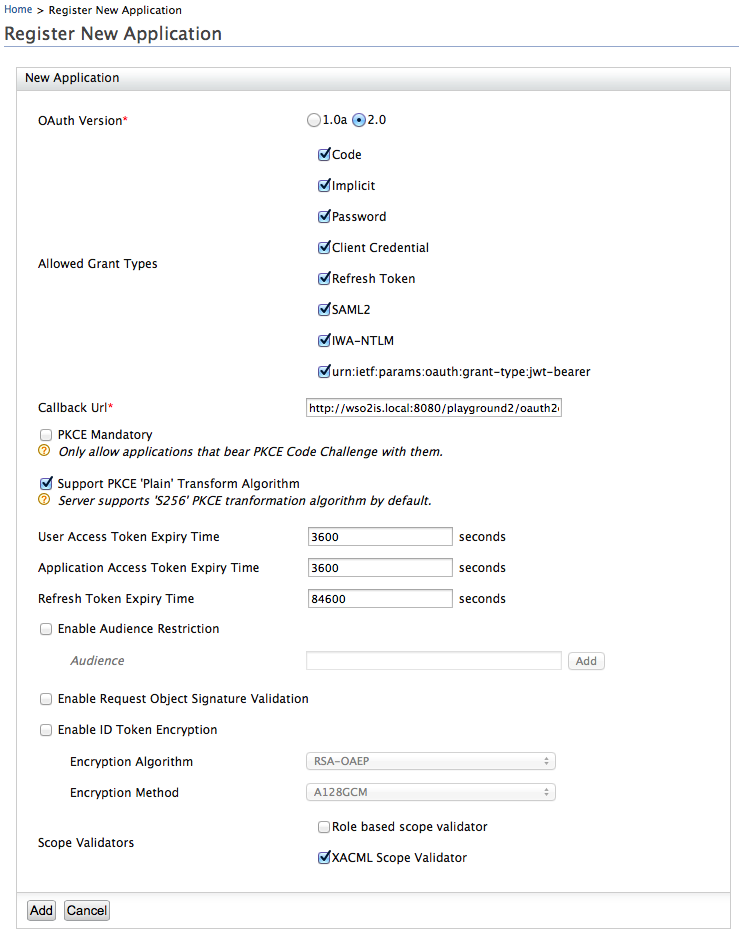 Home > Register New Application
Register New Application
New Application
OAuth Version*
1.0a 2.0
Code
Implicit
Password
Client Credential
Allowed Grant Types
Refresh Token
SAML2
IWA-NTLM
urn:ietf:params:oauth:grant-type:jwt-bearer
Callback Url*
http://wso2is.local:8080/playground2/oauth2
PKCE Mandatory
? Only allow applications that bear PKCE Code Challenge with them.
Support PKCE 'Plain' Transform Algorithm
? Server supports 'S256' PKCE tranformation algorithm by default.
User Access Token Expiry Time 3600 seconds
Application Access Token Expiry Time 3600 seconds
Refresh Token Expiry Time 84600 seconds
Enable Audience Restriction
Audience Add
Enable Request Object Signature Validation
Enable ID Token Encryption
Encryption Algorithm RSA-OAEP
Encryption Method A128GCM
Role based scope validator
Scope Validators
XACML Scope Validator
Add Cancel